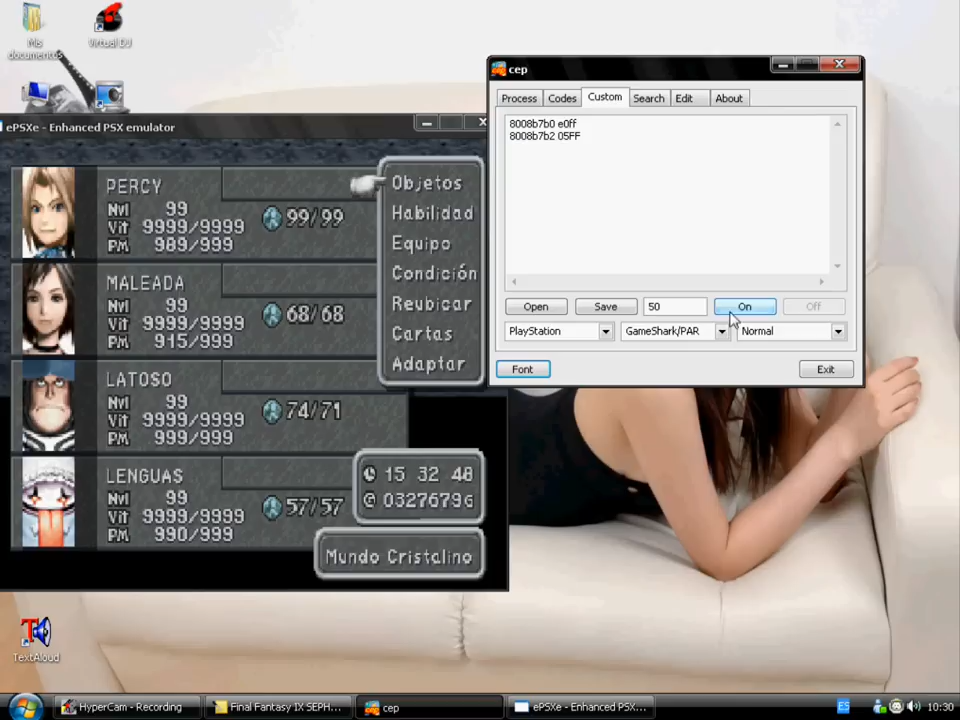 Mis
documentos
Virtual DJ
ePSXe - Enhanced PSX emulator
PERCY
Nvl 99
Vit 9999/9999
PM 989/999
99/99
MALEADA
Nvl 99
Vit 9999/9999
PM 915/999
68/68
LATOSO
Nvl 99
Vit 9999/9999
PM 999/999
74/71
LENGUAS
Nvl 99
Vit 9999/9999
PM 990/999
57/57
Objetos
Habilidad
Equipo
Condición
Reubicar
Cartas
Adaptar
15 32 48
@ 03276796
Mundo Cristalino
cep
Process Codes Custom Search Edit About
8008b7b0 e0ff
8008b7b2 05FF
Open Save 50 On Off
PlayStation GameShark/PAR Normal
Font Exit
TextAloud
HyperCam - Recording Final Fantasy IX SEPH... cep ePSXe - Enhanced PSX... ES 10:30